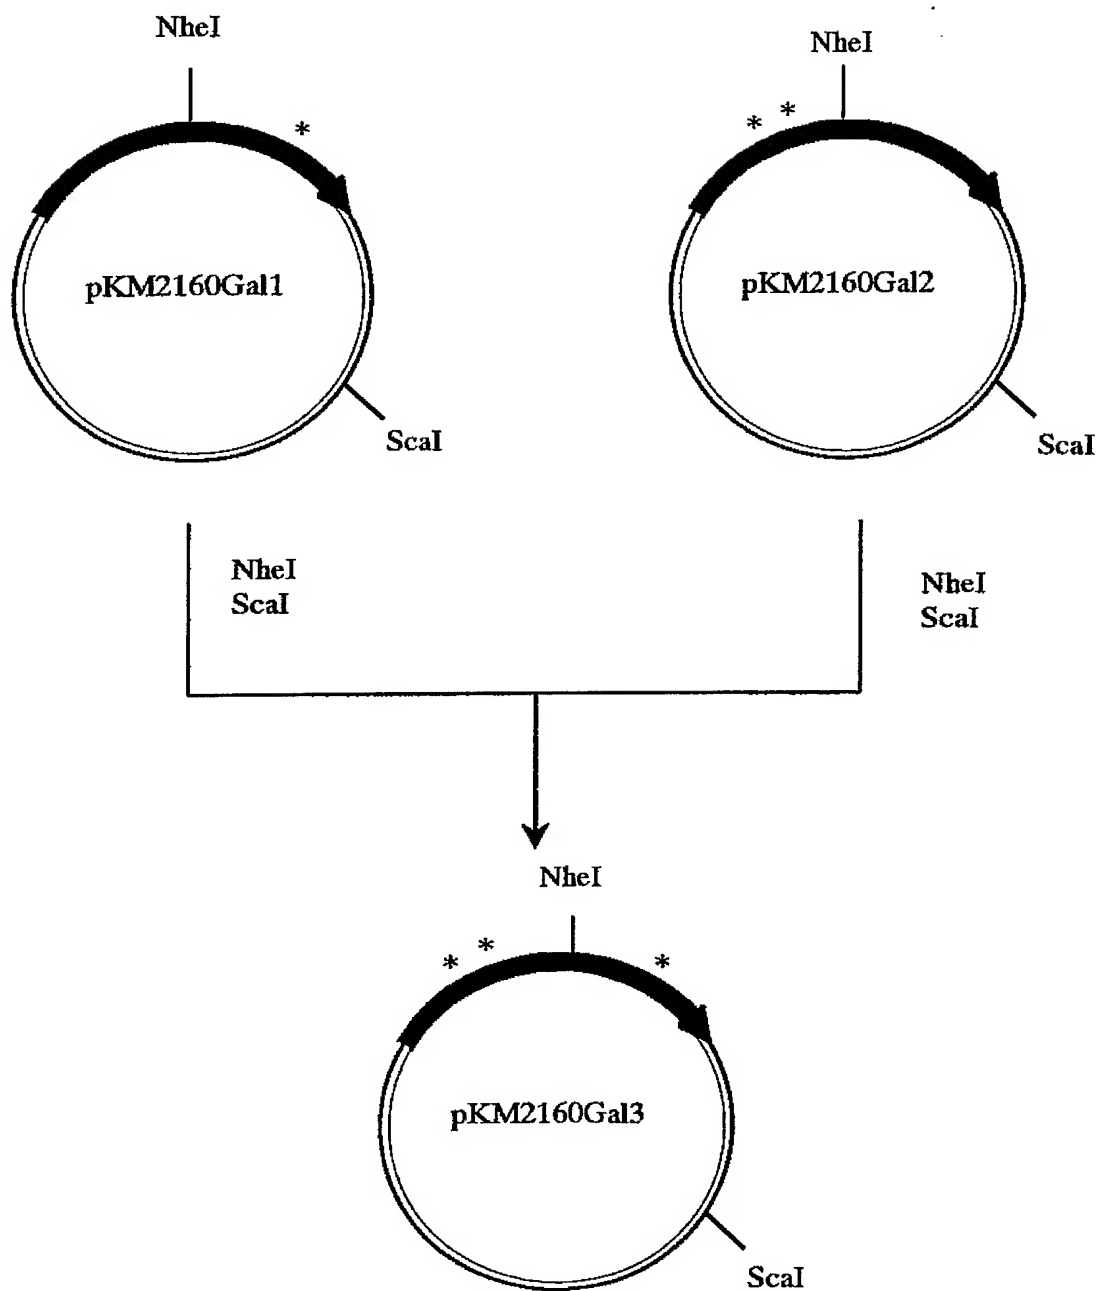 NheI
NheI
*
* *
pKM2160Gal1
pKM2160Gal2
ScaI
ScaI
NheI
ScaI
NheI
ScaI
NheI
* * *
pKM2160Gal3
ScaI